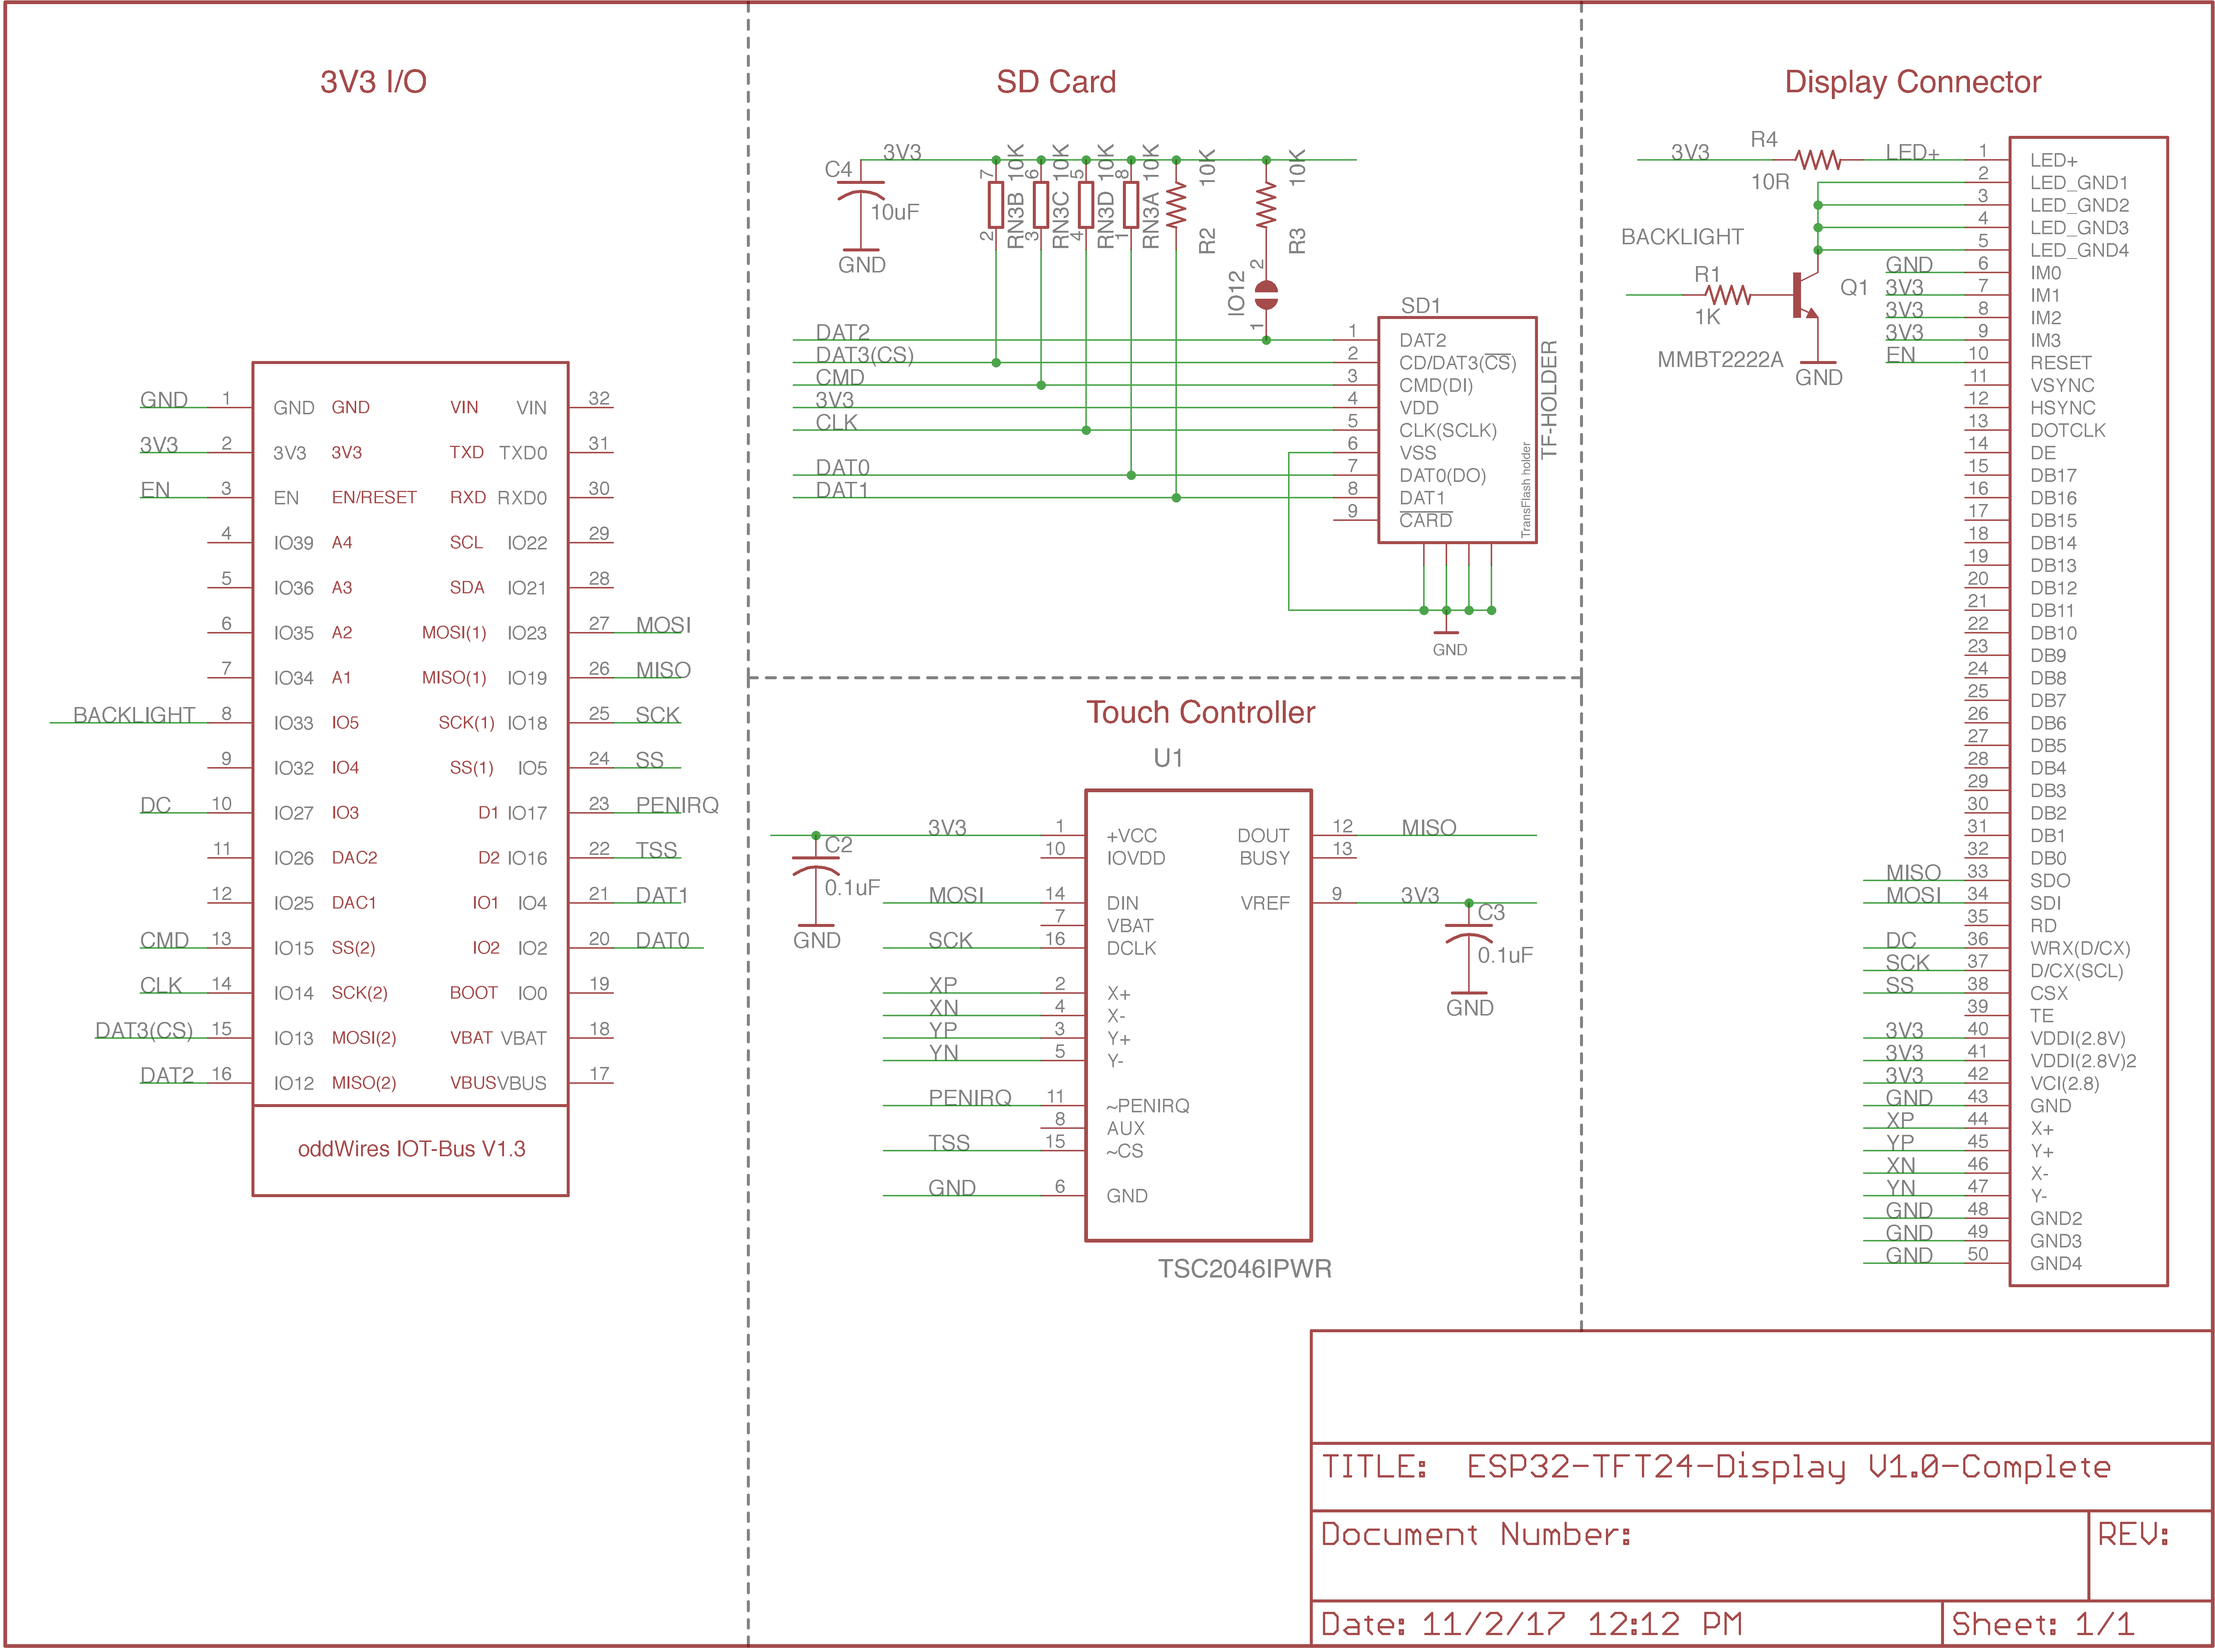 3V3 I/O
GND 1 GND GND VIN VIN 32
3V3 2 3V3 3V3 TXD TXD0 31
EN 3 EN EN/RESET RXD RXD0 30
4 IO39 A4 SCL IO22 29
5 IO36 A3 SDA IO21 28
6 IO35 A2 MOSI(1) IO23 27 MOSI
7 IO34 A1 MISO(1) IO19 26 MISO
BACKLIGHT 8 IO33 IO5 SCK(1) IO18 25 SCK
9 IO32 IO4 SS(1) IO5 24 SS
DC 10 IO27 IO3 D1 IO17 23 PENIRQ
11 IO26 DAC2 D2 IO16 22 TSS
12 IO25 DAC1 IO1 IO4 21 DAT1
CMD 13 IO15 SS(2) IO2 IO2 20 DAT0
CLK 14 IO14 SCK(2) BOOT IO0 19
DAT3(CS) 15 IO13 MOSI(2) VBAT VBAT 18
DAT2 16 IO12 MISO(2) VBUS VBUS 17
oddWires IOT-Bus V1.3
SD Card
3V3
C4
10uF
GND
7 RN3B 10K 2
6 RN3C 10K 3
5 RN3D 10K 4
8 RN3A 10K 1
R2 10K
R3 10K
IO12 1 2
SD1
DAT2 1 DAT2
DAT3(CS) 2 CD/DAT3(CS)
CMD 3 CMD(DI)
3V3 4 VDD
CLK 5 CLK(SCLK)
6 VSS
DAT0 7 DAT0(DO)
DAT1 8 DAT1
9 CARD
TF-HOLDER
TransFlash holder
GND
Touch Controller
U1
3V3 1 +VCC DOUT 12 MISO
10 IOVDD BUSY 13
C2
0.1uF
GND
MOSI 14 DIN VREF 9 3V3
7 VBAT
SCK 16 DCLK
C3
0.1uF
GND
XP 2 X+
XN 4 X-
YP 3 Y+
YN 5 Y-
PENIRQ 11 ~PENIRQ
8 AUX
TSS 15 ~CS
GND 6 GND
TSC2046IPWR
Display Connector
R4
10R
BACKLIGHT
R1
1K
Q1
MMBT2222A
GND
3V3 LED+ 1 LED+
2 LED_GND1
3 LED_GND2
4 LED_GND3
5 LED_GND4
GND 6 IM0
3V3 7 IM1
3V3 8 IM2
3V3 9 IM3
EN 10 RESET
11 VSYNC
12 HSYNC
13 DOTCLK
14 DE
15 DB17
16 DB16
17 DB15
18 DB14
19 DB13
20 DB12
21 DB11
22 DB10
23 DB9
24 DB8
25 DB7
26 DB6
27 DB5
28 DB4
29 DB3
30 DB2
31 DB1
32 DB0
MISO 33 SDO
MOSI 34 SDI
35 RD
DC 36 WRX(D/CX)
SCK 37 D/CX(SCL)
SS 38 CSX
39 TE
3V3 40 VDDI(2.8V)
3V3 41 VDDI(2.8V)2
3V3 42 VCI(2.8)
GND 43 GND
XP 44 X+
YP 45 Y+
XN 46 X-
YN 47 Y-
GND 48 GND2
GND 49 GND3
GND 50 GND4
TITLE: ESP32-TFT24-Display V1.0-Complete
Document Number:
REV:
Date: 11/2/17 12:12 PM
Sheet: 1/1